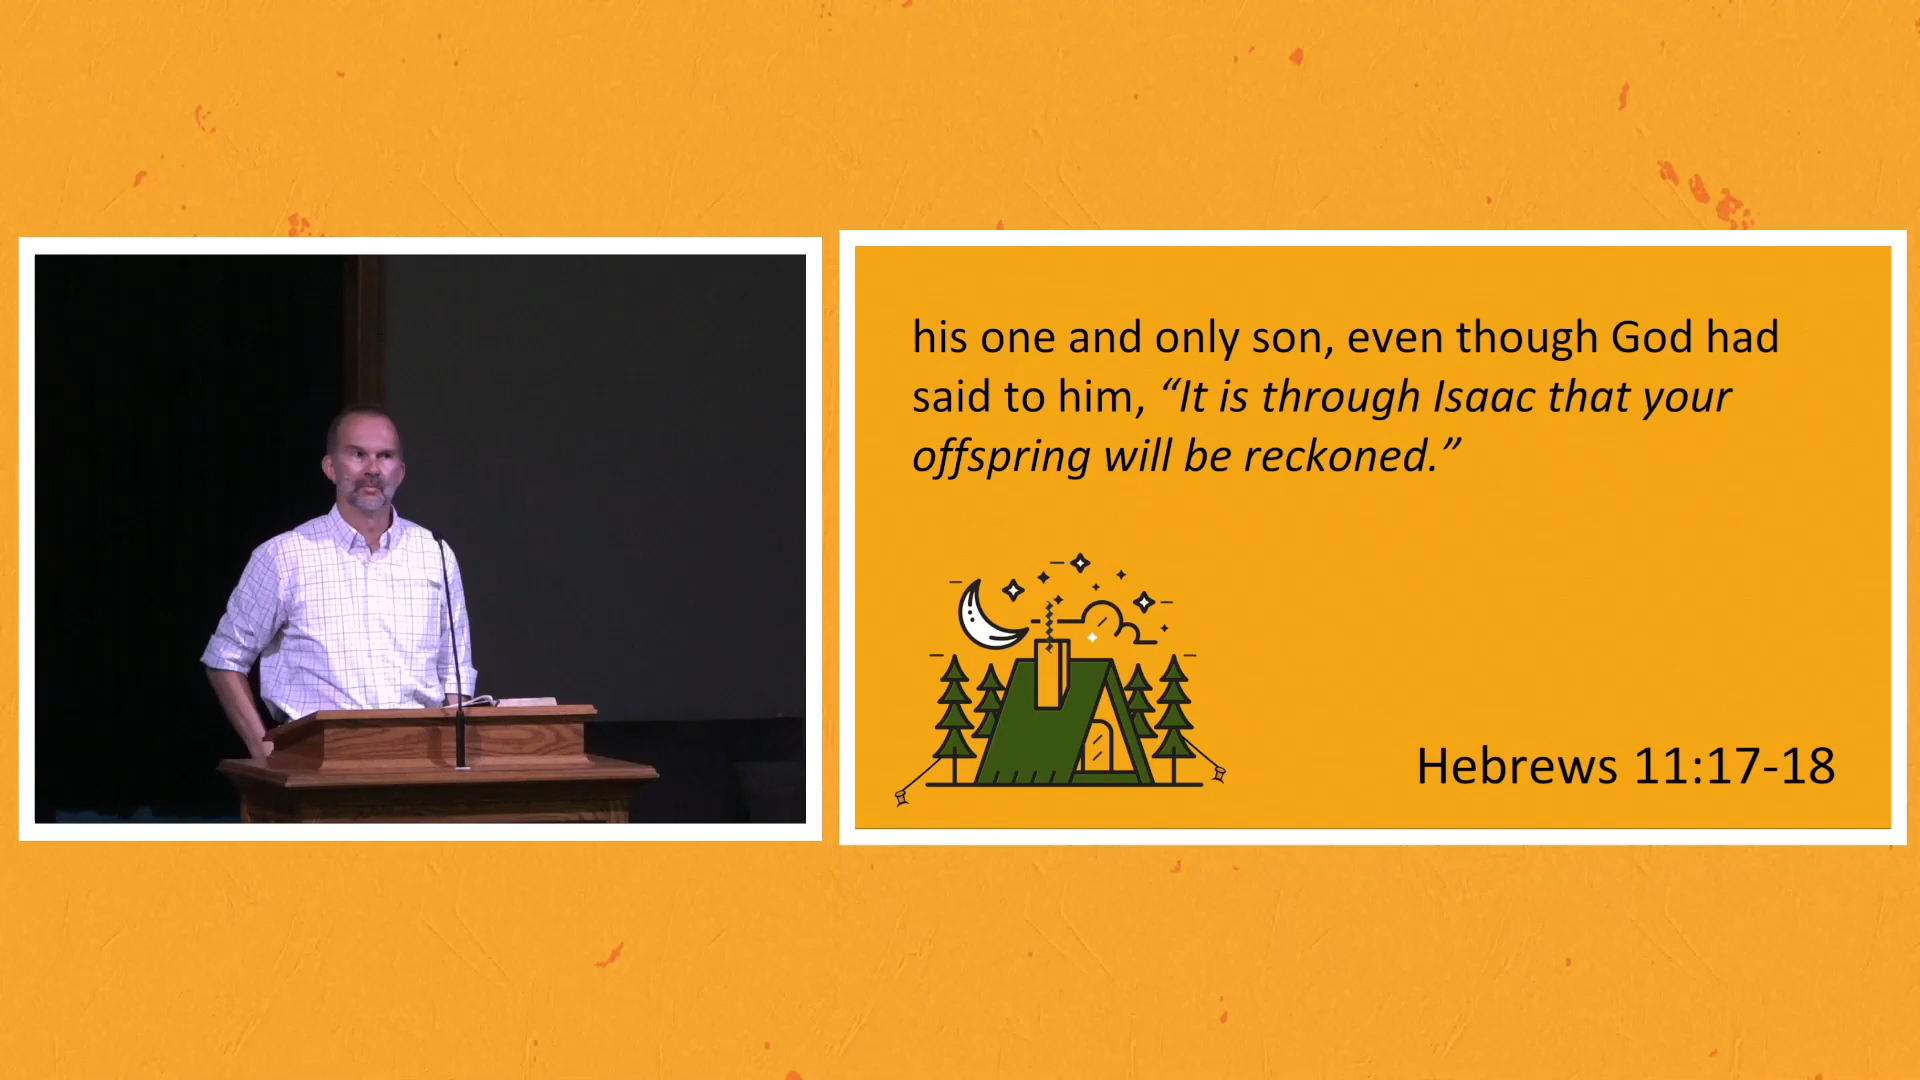 his one and only son, even though God had
said to him, “It is through Isaac that your
offspring will be reckoned.”
Hebrews 11:17-18